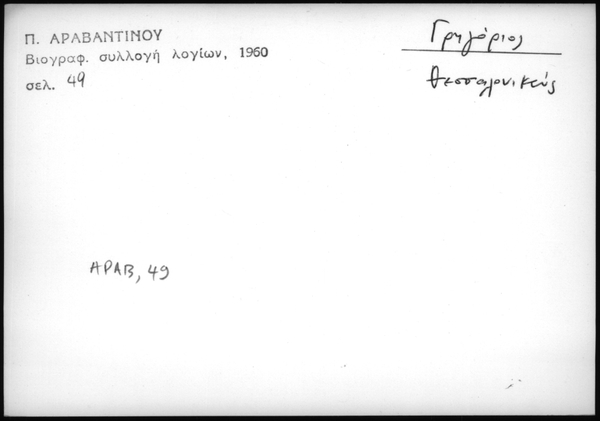 Π. ΑΡΑΒΑΝΤΙΝΟΥ
Βιογραφ. συλλογή λογίων, 1960
σελ. 49
Γρηγόριος
Θεσσαλονικεύς
ΑΡΑΒ, 49